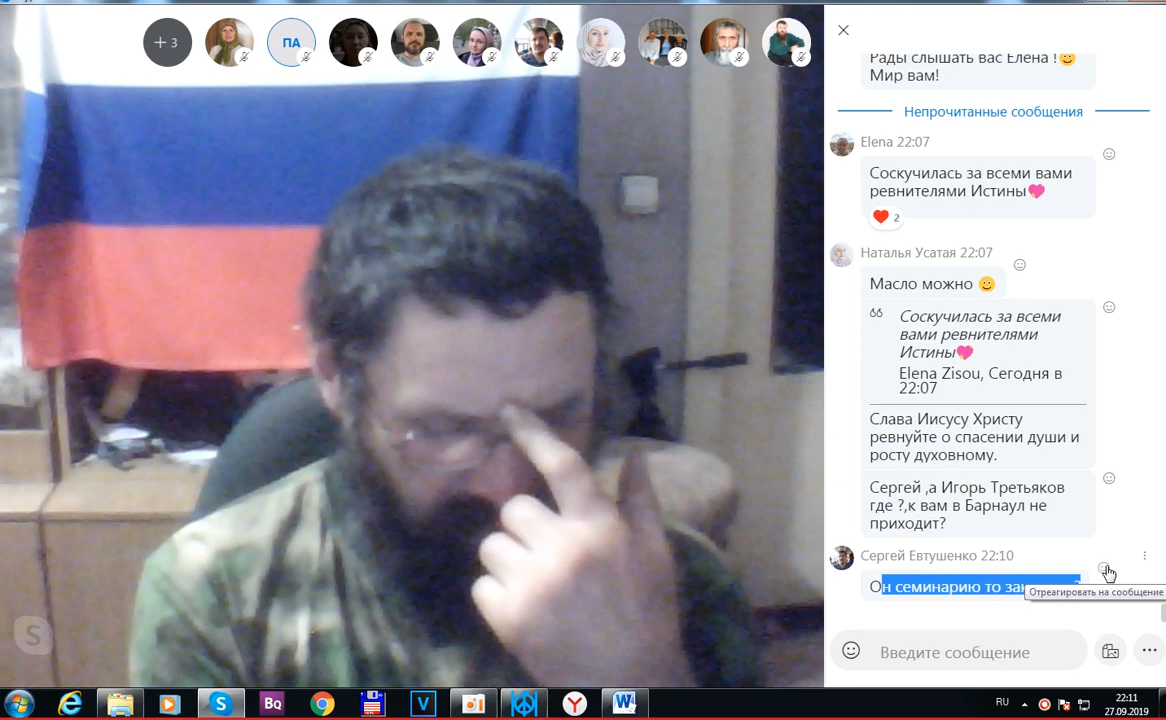 + 3
ПА
Рады слышать вас Елена !
Мир вам!
Непрочитанные сообщения
Elena 22:07
Соскучилась за всеми вами
ревнителями Истины
2
Наталья Усатая 22:07
Масло можно
Соскучилась за всеми
вами ревнителями
Истины
Elena Zisou, Сегодня в
22:07
Слава Иисусу Христу
ревнуйте о спасении души и
росту духовному.
Сергей ,а Игорь Третьяков
где ?,к вам в Барнаул не
приходит?
Сергей Евтушенко 22:10
Он семинарию то
Отреагировать на сообщение
Введите сообщение
S
S
Bq
V
Y
W
RU
22:11
27.09.2019